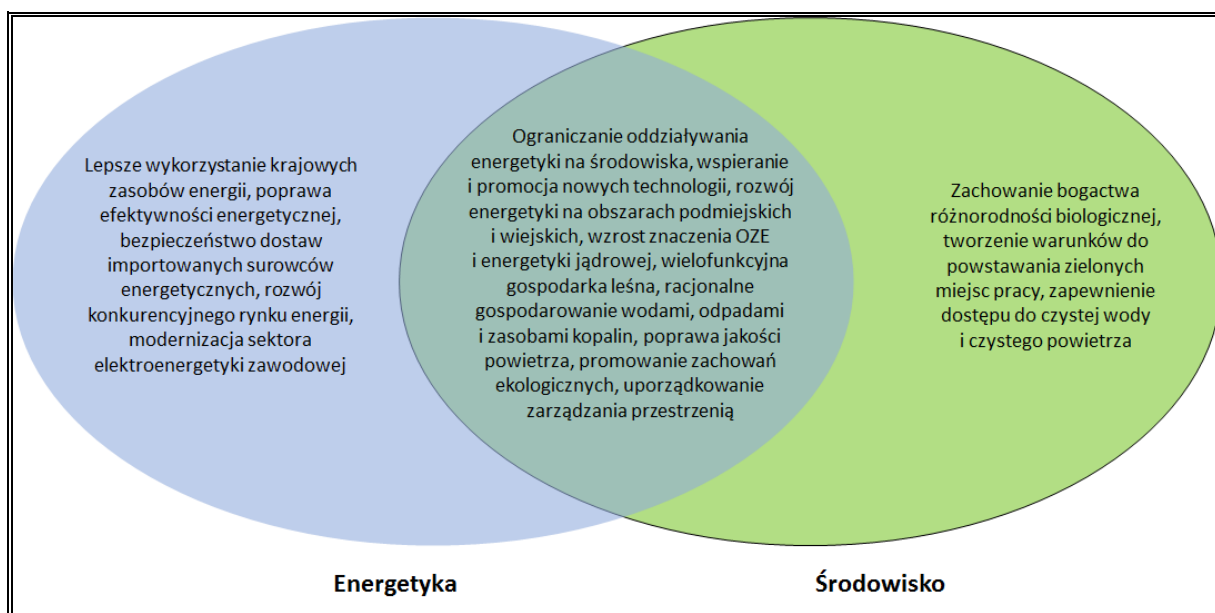 Lepsze wykorzystanie krajowych
zasobów energii, poprawa
efektywności energetycznej,
bezpieczeństwo dostaw
importowanych surowców
energetycznych, rozwój
konkurencyjnego rynku energii,
modernizacja sektora
elektroenergetyki zawodowej
Ograniczanie oddziaływania
energetyki na środowiska, wspieranie
i promocja nowych technologii, rozwój
energetyki na obszarach podmiejskich
i wiejskich, wzrost znaczenia OZE
i energetyki jądrowej, wielofunkcyjna
gospodarka leśna, racjonalne
gospodarowanie wodami, odpadami
i zasobami kopalin, poprawa jakości
powietrza, promowanie zachowań
ekologicznych, uporządkowanie
zarządzania przestrzenią
Zachowanie bogactwa
różnorodności biologicznej,
tworzenie warunków do
powstawania zielonych
miejsc pracy, zapewnienie
dostępu do czystej wody
i czystego powietrza
Energetyka
Środowisko